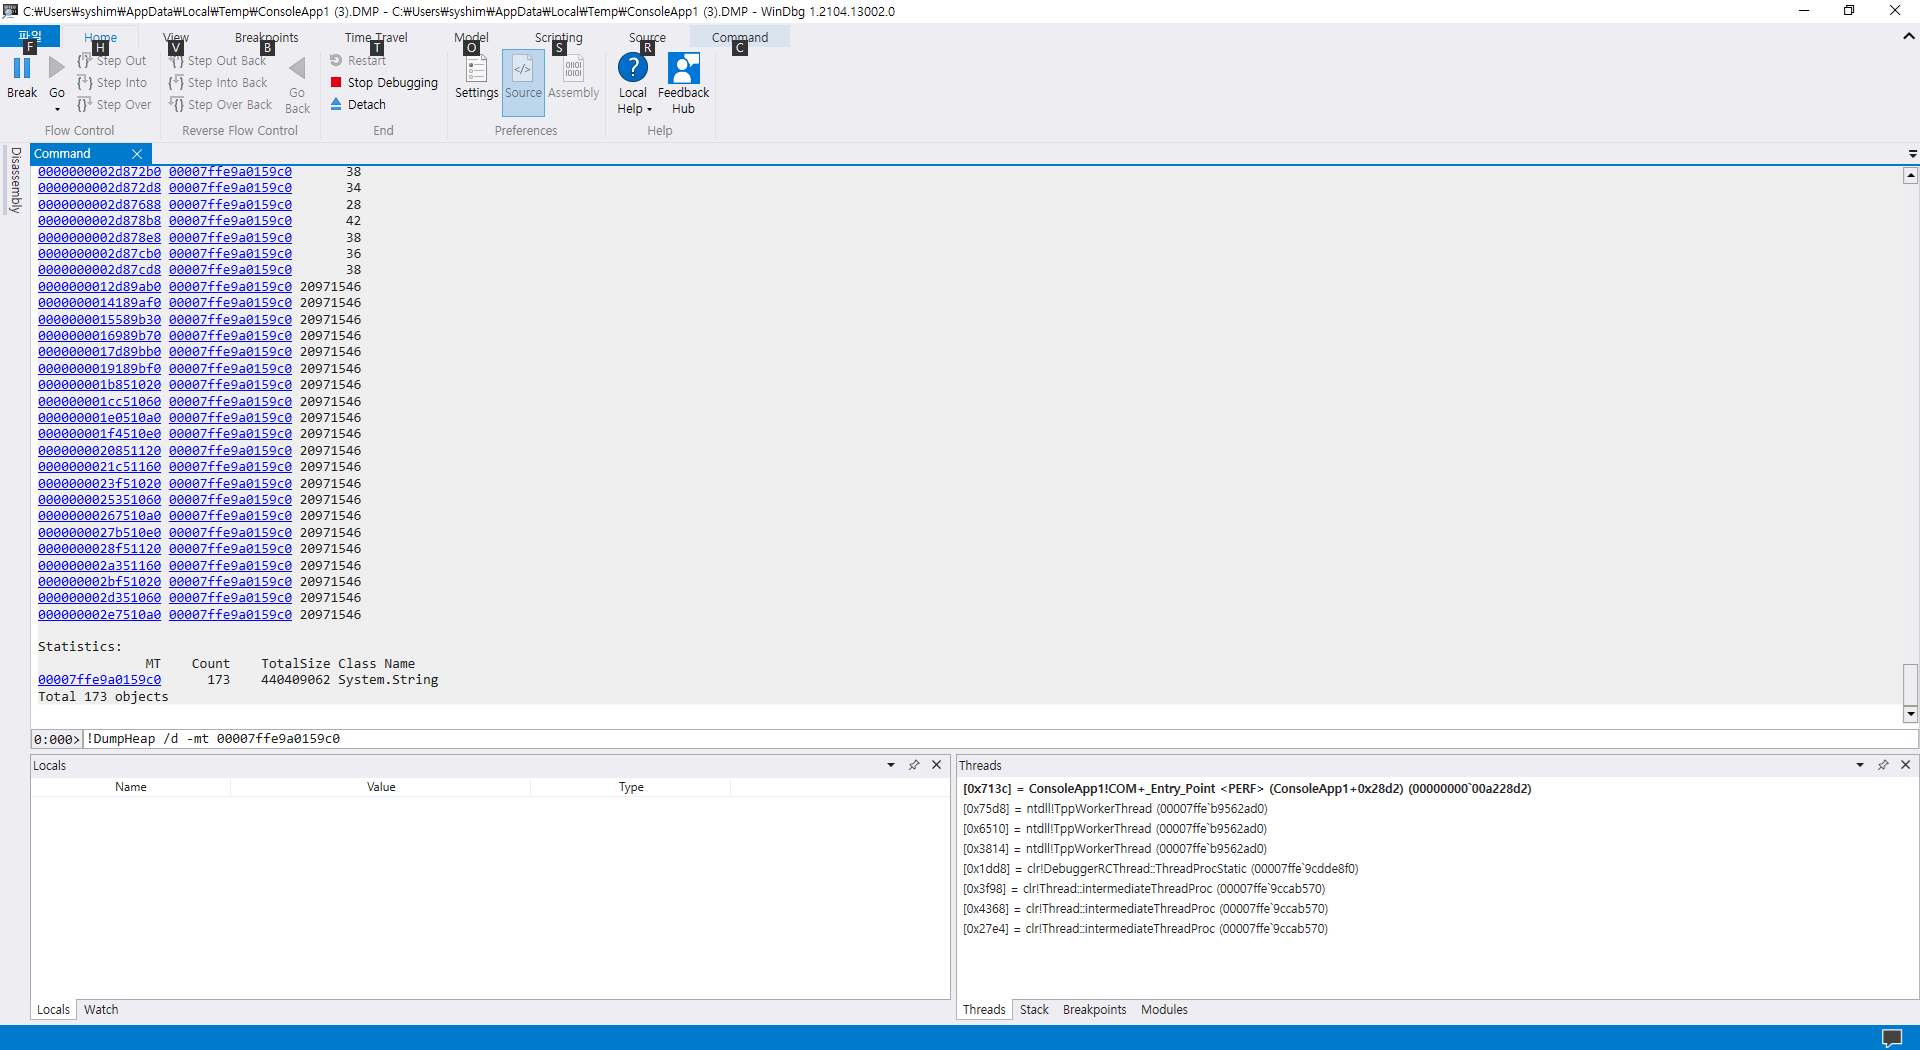 C:₩Users₩syshim₩AppData₩Local₩Temp₩ConsoleApp1 (3).DMP - C:₩Users₩syshim₩AppData₩Local₩Temp₩ConsoleApp1 (3).DMP - WinDbg 1.2104.13002.0
파일 Home View Breakpoints Time Travel Model Scripting Source Command
F H V B T O S R C
Break
Go
Step Out
Step Into
Step Over
Flow Control
Step Out Back
Step Into Back
Step Over Back
Go Back
Reverse Flow Control
Restart
Stop Debugging
Detach
End
Settings
Source
Assembly
Preferences
Local Help
Feedback Hub
Help
Disassembly
Command
0000000002d872b0 00007ffe9a0159c0 38
0000000002d872d8 00007ffe9a0159c0 34
0000000002d87688 00007ffe9a0159c0 28
0000000002d878b8 00007ffe9a0159c0 42
0000000002d878e8 00007ffe9a0159c0 38
0000000002d87cb0 00007ffe9a0159c0 36
0000000002d87cd8 00007ffe9a0159c0 38
0000000012d89ab0 00007ffe9a0159c0 20971546
0000000014189af0 00007ffe9a0159c0 20971546
0000000015589b30 00007ffe9a0159c0 20971546
0000000016989b70 00007ffe9a0159c0 20971546
0000000017d89bb0 00007ffe9a0159c0 20971546
0000000019189bf0 00007ffe9a0159c0 20971546
000000001b851020 00007ffe9a0159c0 20971546
000000001cc51060 00007ffe9a0159c0 20971546
000000001e0510a0 00007ffe9a0159c0 20971546
000000001f4510e0 00007ffe9a0159c0 20971546
0000000020851120 00007ffe9a0159c0 20971546
0000000021c51160 00007ffe9a0159c0 20971546
0000000023f51020 00007ffe9a0159c0 20971546
0000000025351060 00007ffe9a0159c0 20971546
00000000267510a0 00007ffe9a0159c0 20971546
0000000027b510e0 00007ffe9a0159c0 20971546
0000000028f51120 00007ffe9a0159c0 20971546
000000002a351160 00007ffe9a0159c0 20971546
000000002bf51020 00007ffe9a0159c0 20971546
000000002d351060 00007ffe9a0159c0 20971546
000000002e7510a0 00007ffe9a0159c0 20971546
Statistics:
MT Count TotalSize Class Name
00007ffe9a0159c0 173 440409062 System.String
Total 173 objects
0:000> !DumpHeap /d -mt 00007ffe9a0159c0
Locals
Name Value Type
Locals Watch
Threads
[0x713c] = ConsoleApp1!COM+_Entry_Point <PERF> (ConsoleApp1+0x28d2) (00000000`00a228d2)
[0x75d8] = ntdll!TppWorkerThread (00007ffe`b9562ad0)
[0x6510] = ntdll!TppWorkerThread (00007ffe`b9562ad0)
[0x3814] = ntdll!TppWorkerThread (00007ffe`b9562ad0)
[0x1dd8] = clr!DebuggerRCThread::ThreadProcStatic (00007ffe`9cdde8f0)
[0x3f98] = clr!Thread::intermediateThreadProc (00007ffe`9ccab570)
[0x4368] = clr!Thread::intermediateThreadProc (00007ffe`9ccab570)
[0x27e4] = clr!Thread::intermediateThreadProc (00007ffe`9ccab570)
Threads Stack Breakpoints Modules